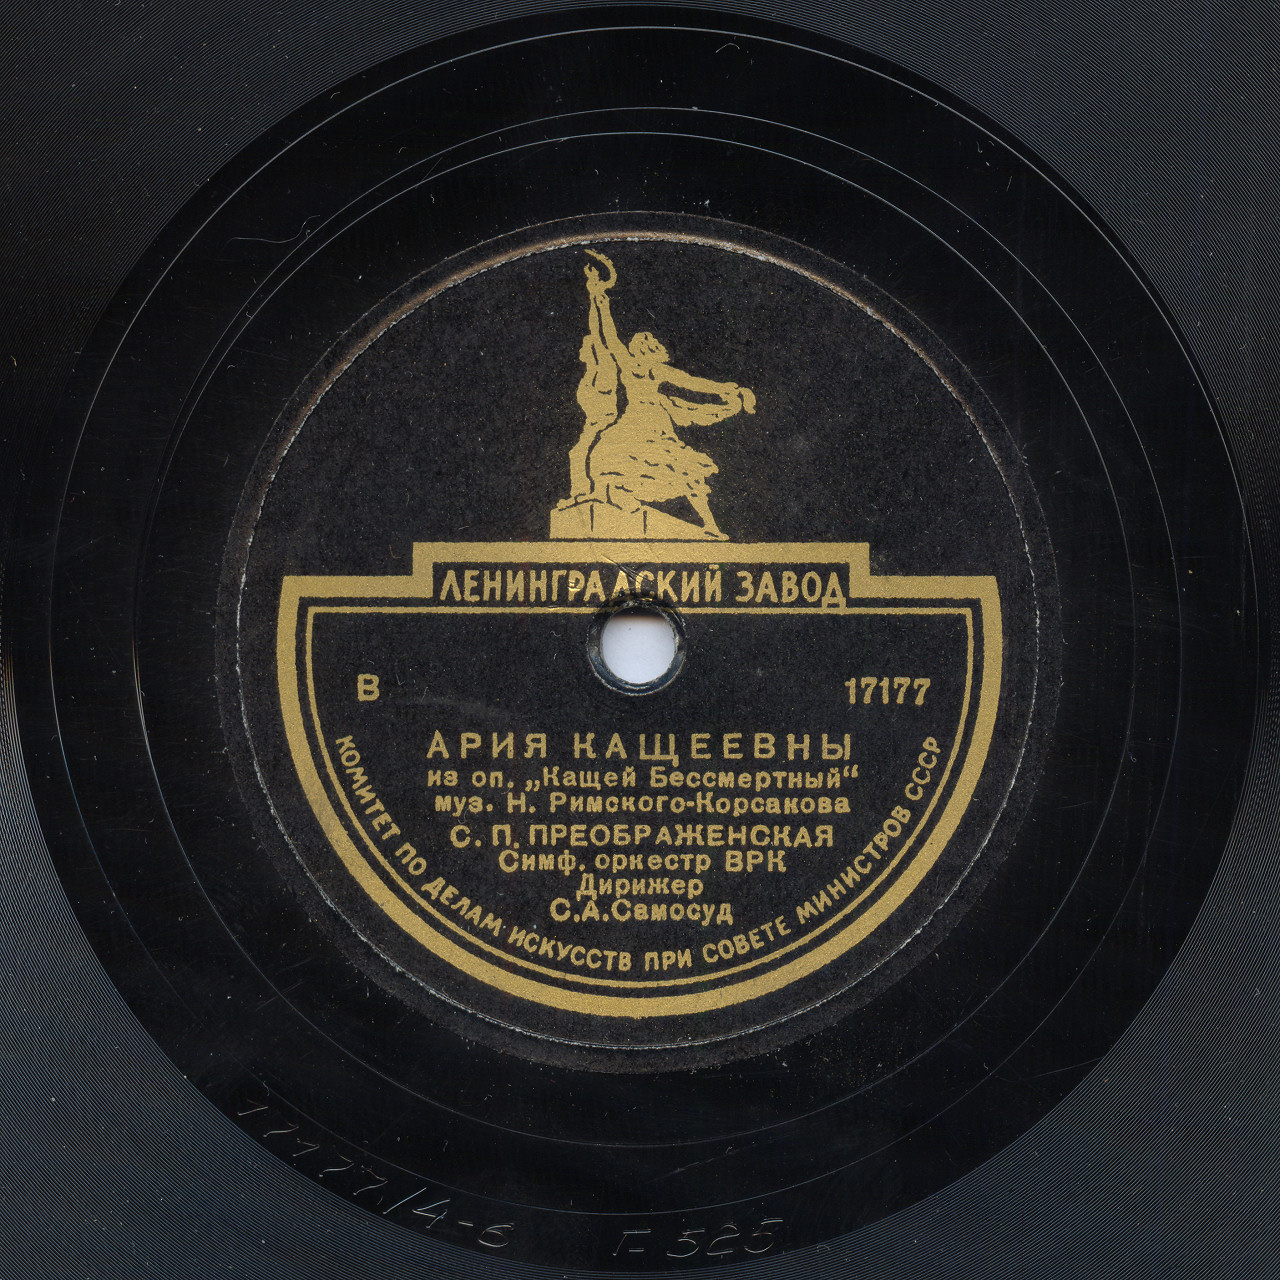 ЛЕНИНГРАДСКИЙ ЗАВОД
В 17177
АРИЯ КАЩЕЕВНЫ
из оп. „Кащей Бессмертный“
муз. Н. Римского-Корсакова
С. П. ПРЕОБРАЖЕНСКАЯ
Симф. оркестр ВРК
Дирижер
С.А.Самосуд
КОМИТЕТ ПО ДЕЛАМ ИСКУССТВ ПРИ СОВЕТЕ МИНИСТРОВ СССР
17177/4-6 Г-525